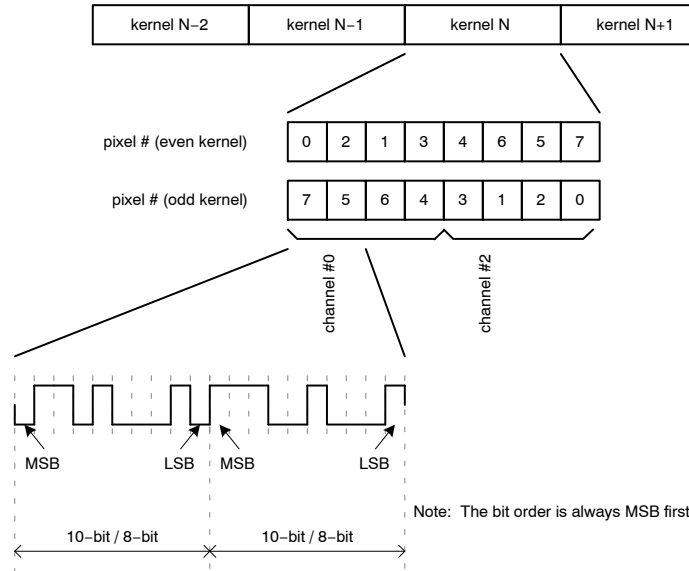 kernel N−2 kernel N−1 kernel N kernel N+1
pixel # (even kernel) 0 2 1 3 4 6 5 7
pixel # (odd kernel) 7 5 6 4 3 1 2 0
channel #0 channel #2
MSB LSB MSB LSB
Note: The bit order is always MSB first
10−bit / 8−bit 10−bit / 8−bit